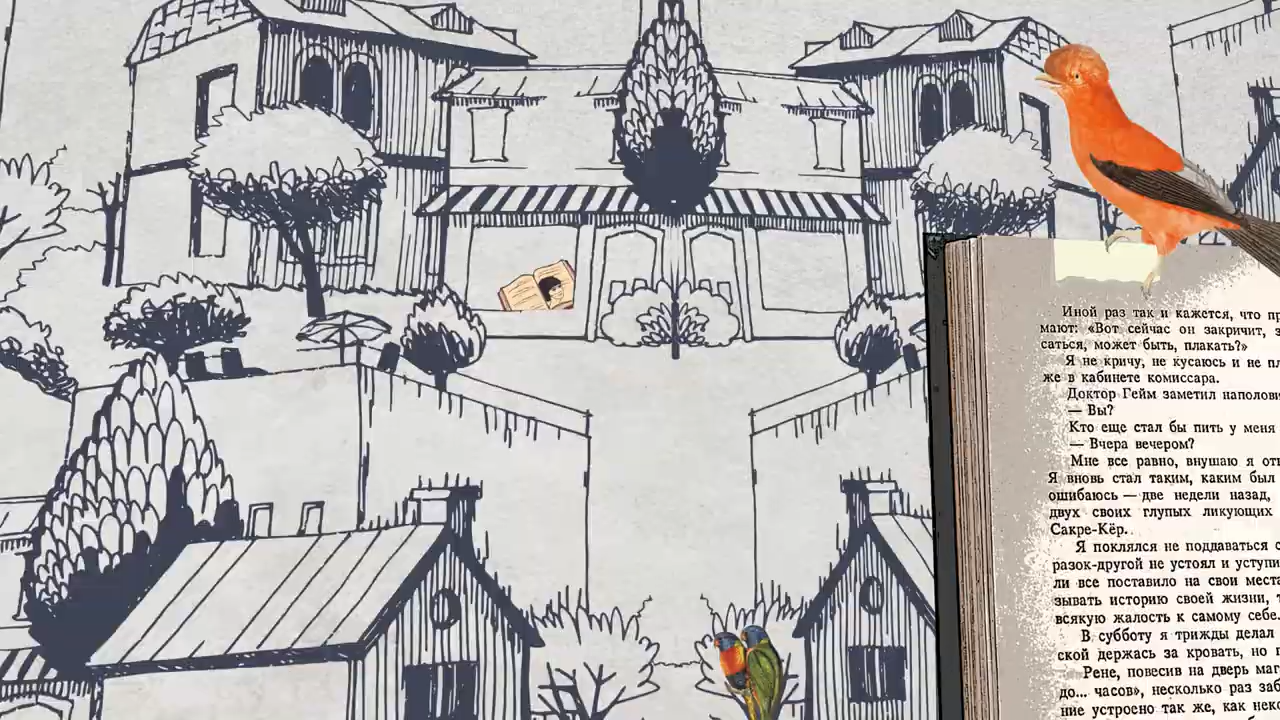 Иной раз так и кажется, что пр
мают: «Вот сейчас он закричит,
саться, может быть, плакать?»
Я не кричу, не кусаюсь и не пл
же в кабинете комиссара.
Доктор Гейм заметил наполови
— Вы?
Кто еще стал бы пить у меня
— Вчера вечером?
Мне все равно, внушаю я от
Я вновь стал таким, каким был
ошибаюсь — две недели назад,
двух своих глупых ликующих
Сакре-Кёр.
Я поклялся не поддаваться с
разок-другой не устоял и уступи
ли все поставило на свои места
зывать историю своей жизни, т
всякую жалость к самому себе.
В субботу я трижды делал
ской держась за кровать, но п
Рене, повесив на дверь маг
до... часов», несколько раз заб
ние устроено так же, как неко